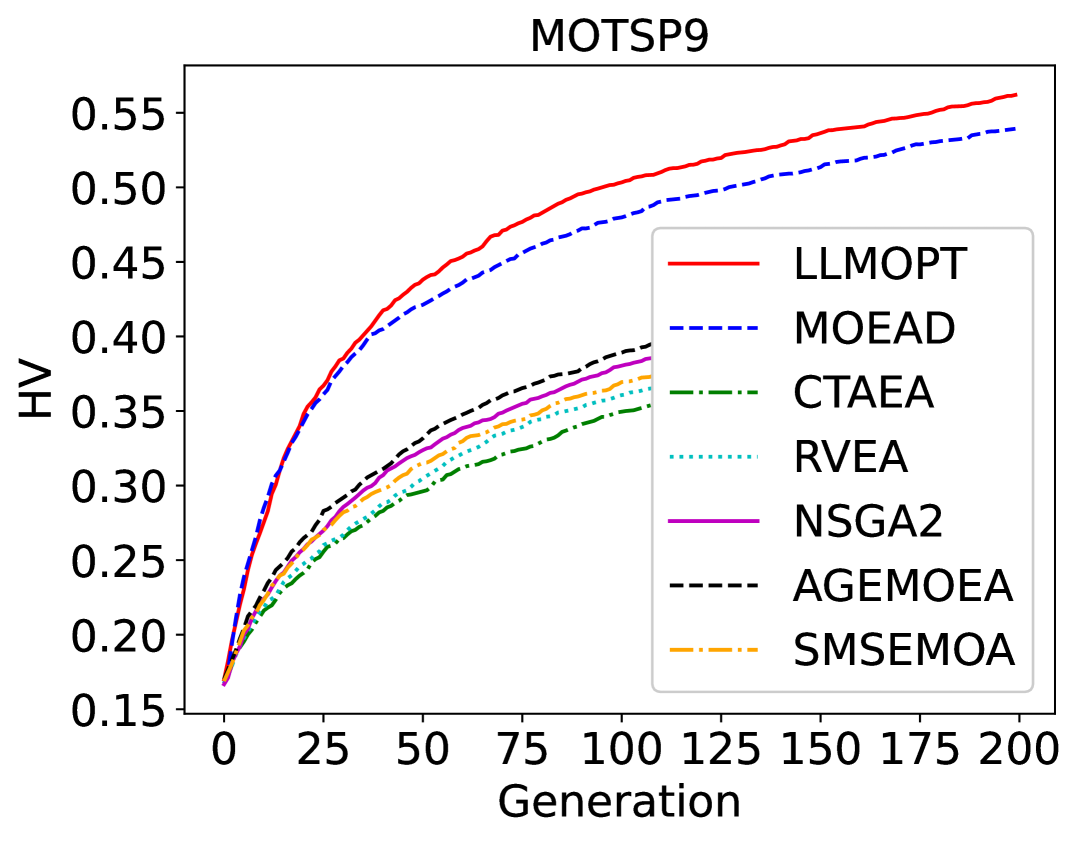 MOTSP9
HV
0.55
0.50
0.45
0.40
0.35
0.30
0.25
0.20
0.15
LLMOPT
MOEAD
CTAEA
RVEA
NSGA2
AGEMOEA
SMSEMOA
0 25 50 75 100 125 150 175 200
Generation